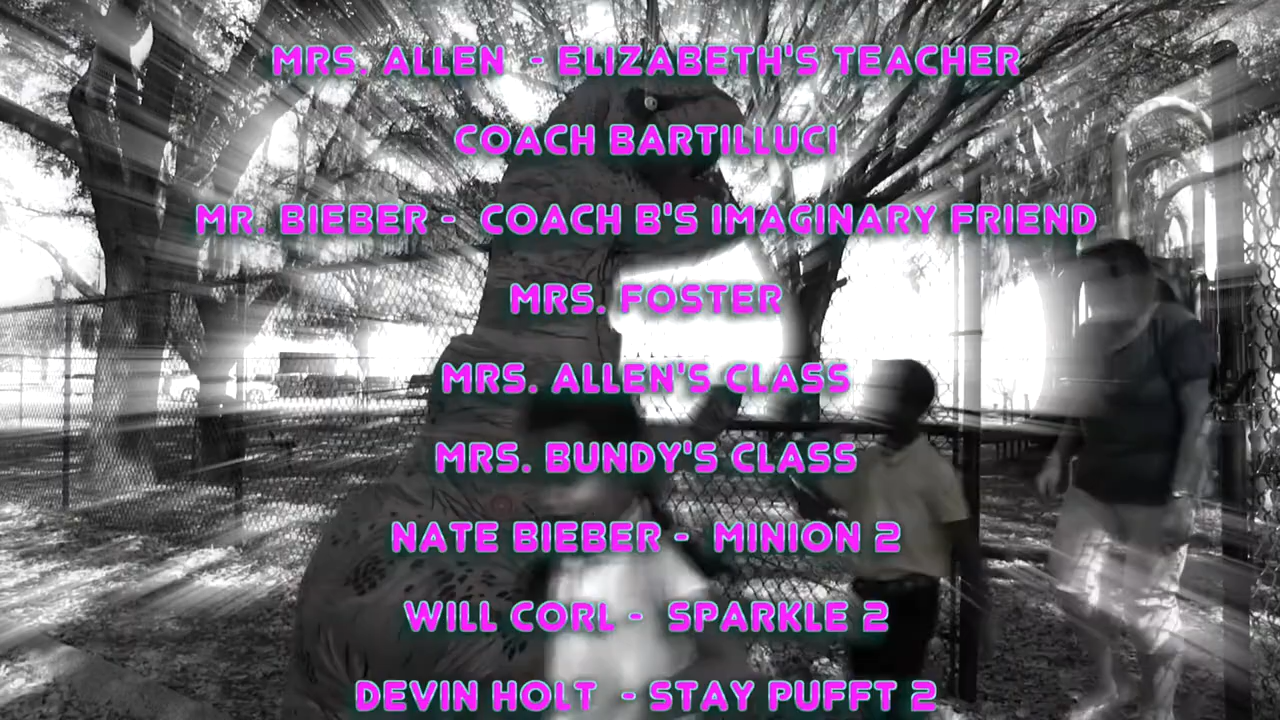 MRS. ALLEN - ELIZABETH'S TEACHER
COACH BARTILLUCI
MR. BIEBER - COACH B'S IMAGINARY FRIEND
MRS. FOSTER
MRS. ALLEN'S CLASS
MRS. BUNDY'S CLASS
NATE BIEBER - MINION 2
WILL CORL - SPARKLE 2
DEVIN HOLT - STAY PUFFT 2